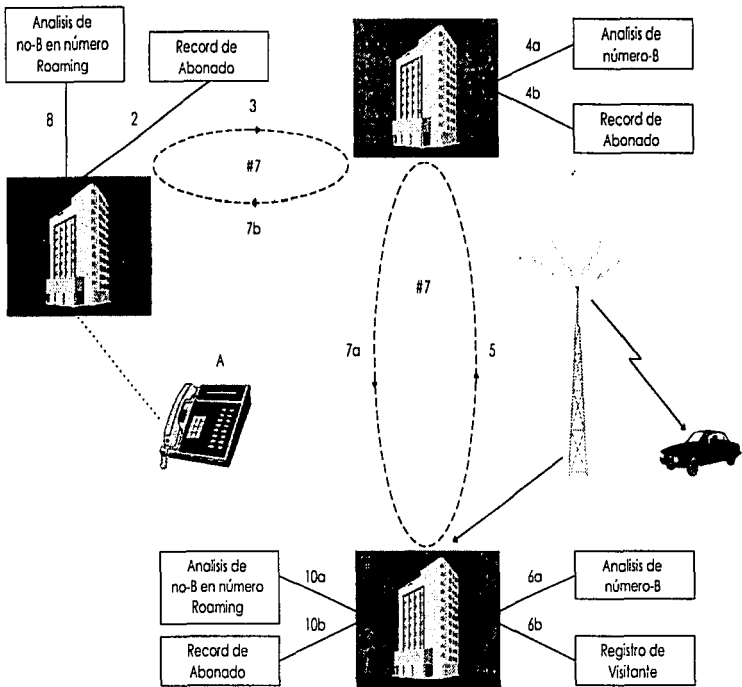 Analisis de
no-B en número
Roaming
Record de
Abonado
8
2
3
#7
7b
4a
4b
Analisis de
número-B
Record de
Abonado
A
#7
7a
5
Analisis de
no-B en número
Roaming
Record de
Abonado
10a
10b
6a
6b
Analisis de
número-B
Registro de
Visitante